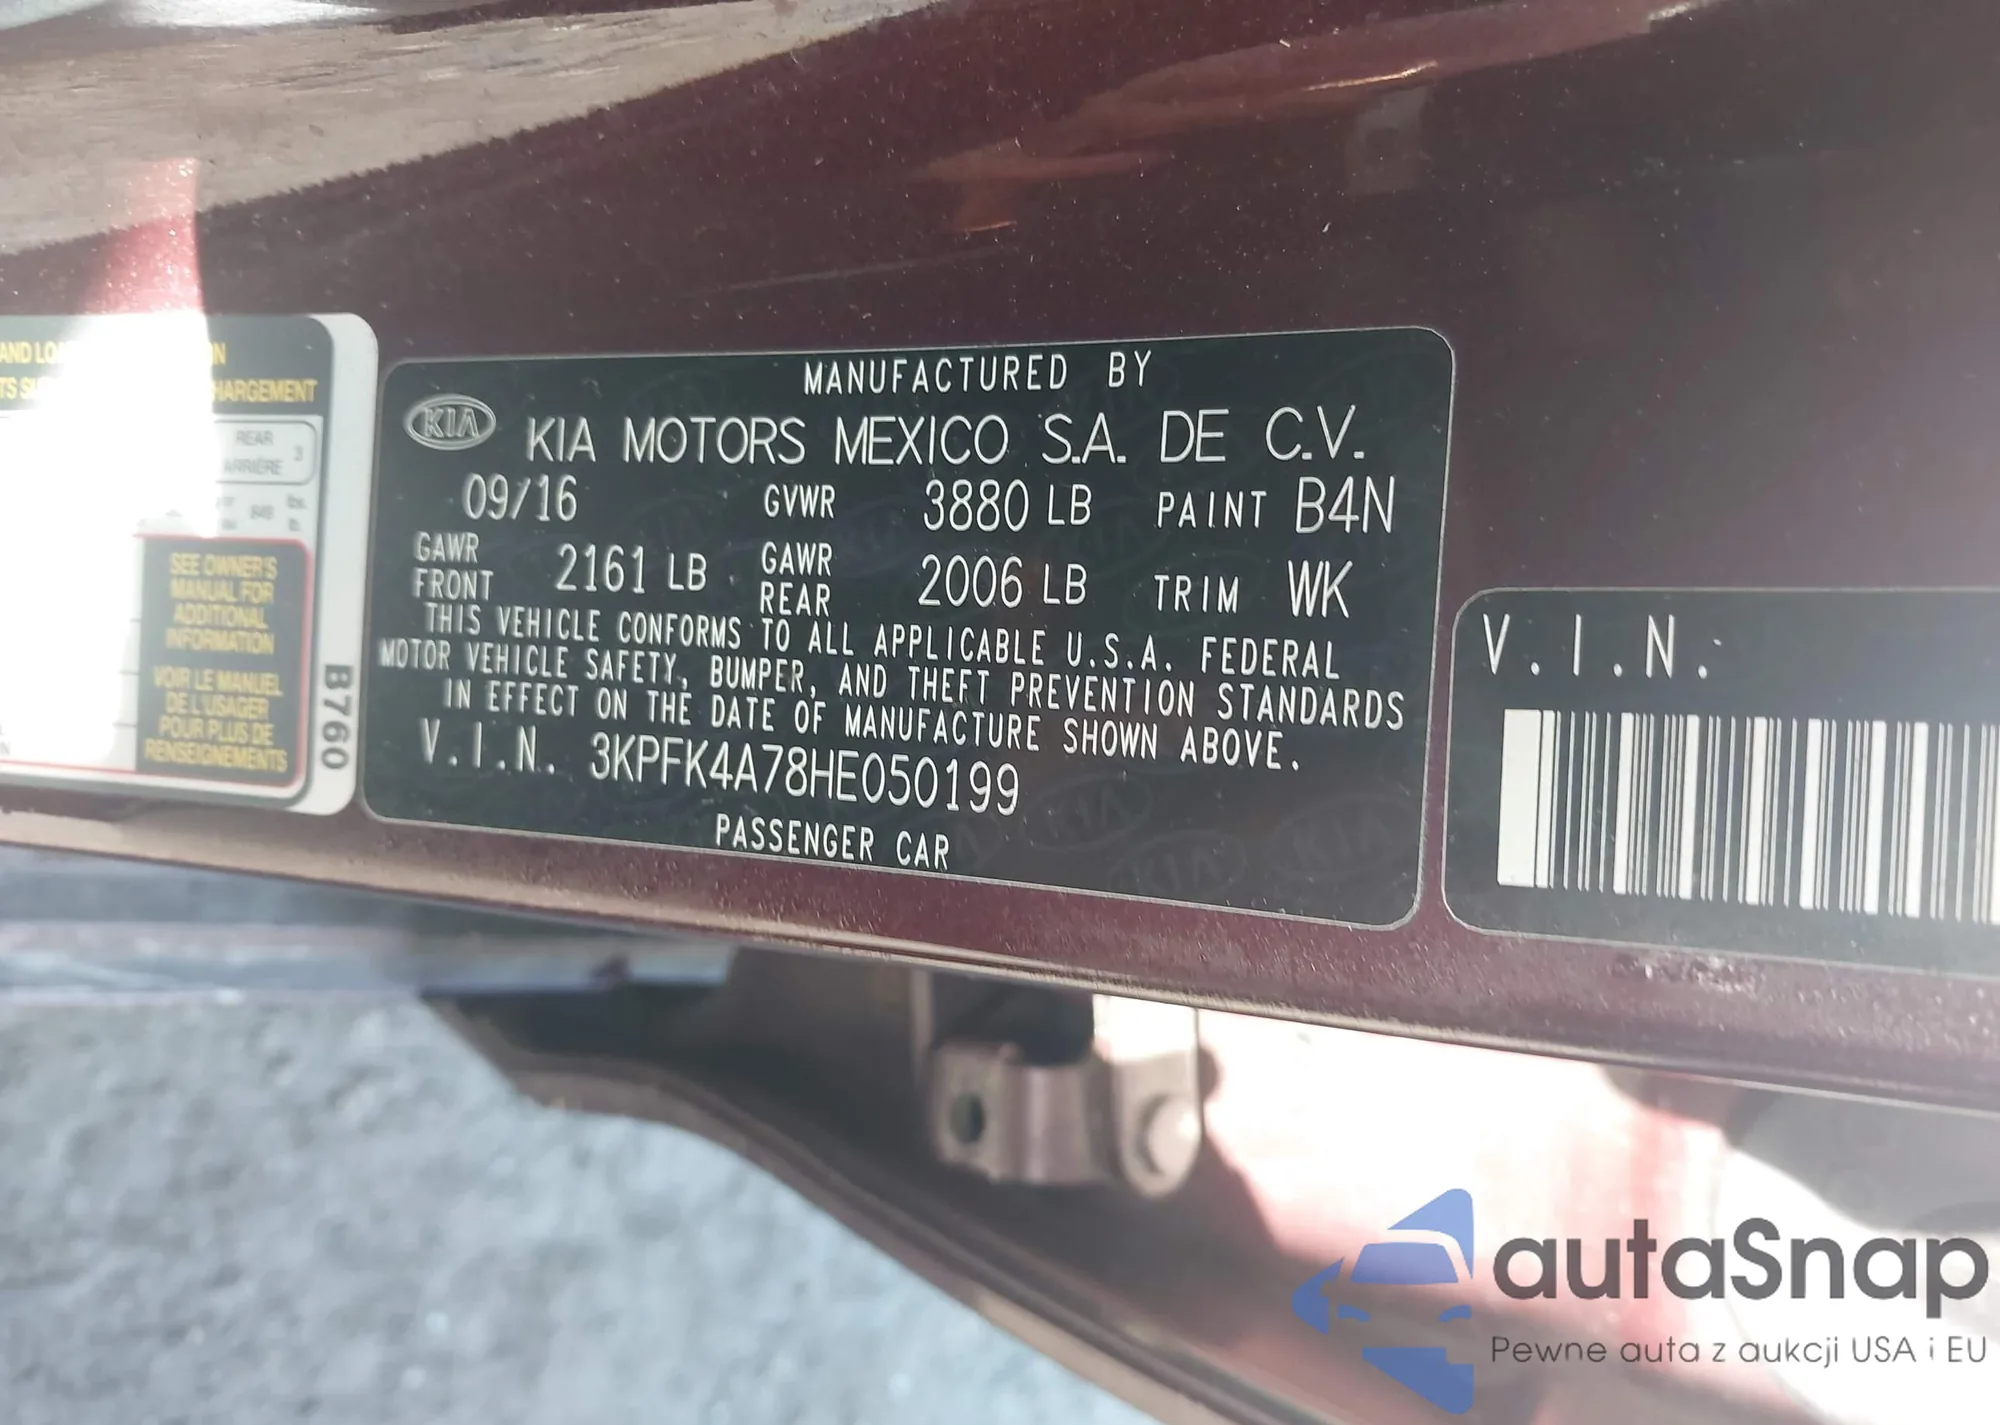 REAR 3
ARRIÈRE
SEE OWNER'S
MANUAL FOR
ADDITIONAL
INFORMATION
VOIR LE MANUEL
DE L'USAGER
POUR PLUS DE
RENSEIGNEMENTS
B760
MANUFACTURED BY
KIA KIA MOTORS MEXICO S.A. DE C.V.
09/16 GVWR 3880 LB PAINT B4N
GAWR FRONT 2161 LB GAWR REAR 2006 LB TRIM WK
THIS VEHICLE CONFORMS TO ALL APPLICABLE U.S.A. FEDERAL
MOTOR VEHICLE SAFETY, BUMPER, AND THEFT PREVENTION STANDARDS
IN EFFECT ON THE DATE OF MANUFACTURE SHOWN ABOVE.
V.I.N. 3KPFK4A78HE050199
PASSENGER CAR
V.I.N.
autaSnap
Pewne auta z aukcji USA i EU